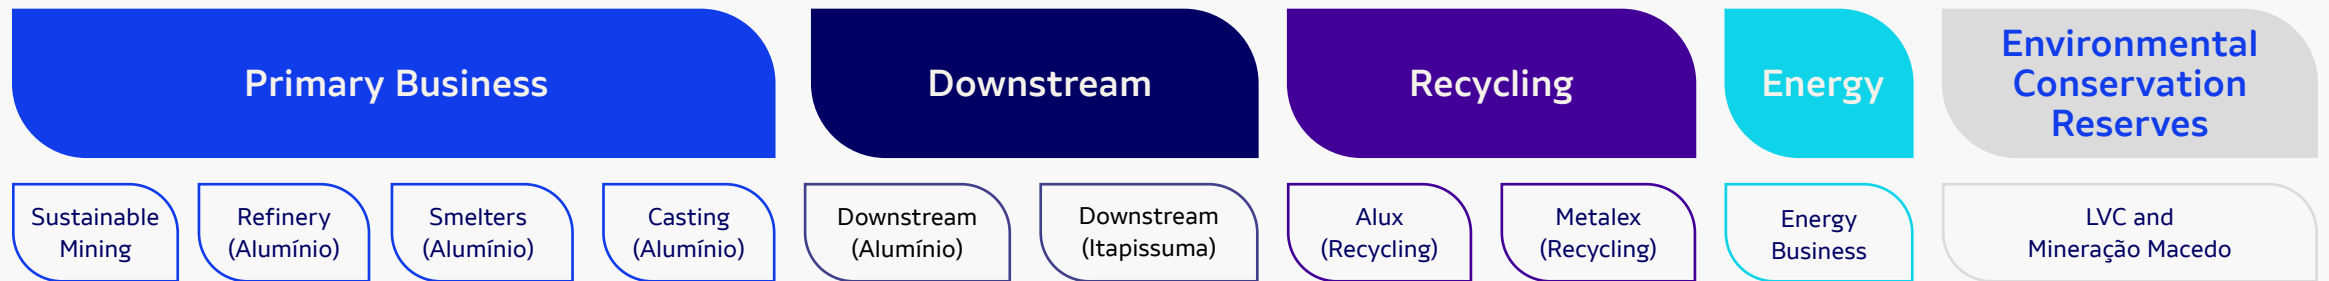 Primary Business
Downstream
Recycling
Energy
Environmental
Conservation
Reserves
Sustainable
Mining
Refinery
(Alumínio)
Smelters
(Alumínio)
Casting
(Alumínio)
Downstream
(Alumínio)
Downstream
(Itapissuma)
Alux
(Recycling)
Metalex
(Recycling)
Energy
Business
LVC and
Mineração Macedo